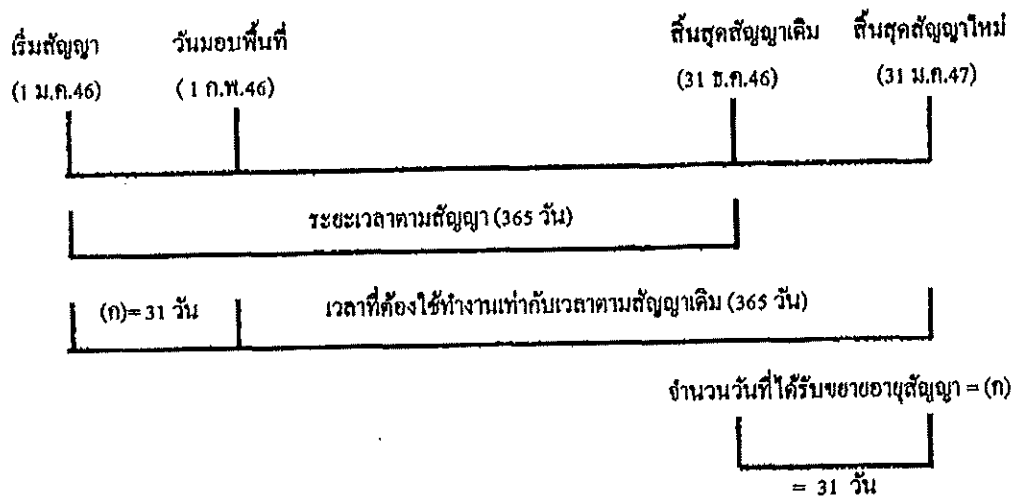 เริ่มสัญญา วันมอบพื้นที่ สิ้นสุดสัญญาเดิม สิ้นสุดสัญญาใหม่
(1 ม.ค.46) (1 ก.พ.46) (31 ธ.ค.46) (31 ม.ค.47)
ระยะเวลาตามสัญญา (365 วัน)
(ก)= 31 วัน เวลาที่ต้องใช้ทำงานเท่ากับเวลาตามสัญญาเดิม (365 วัน)
จำนวนวันที่ได้รับขยายอายุสัญญา = (ก)
= 31 วัน